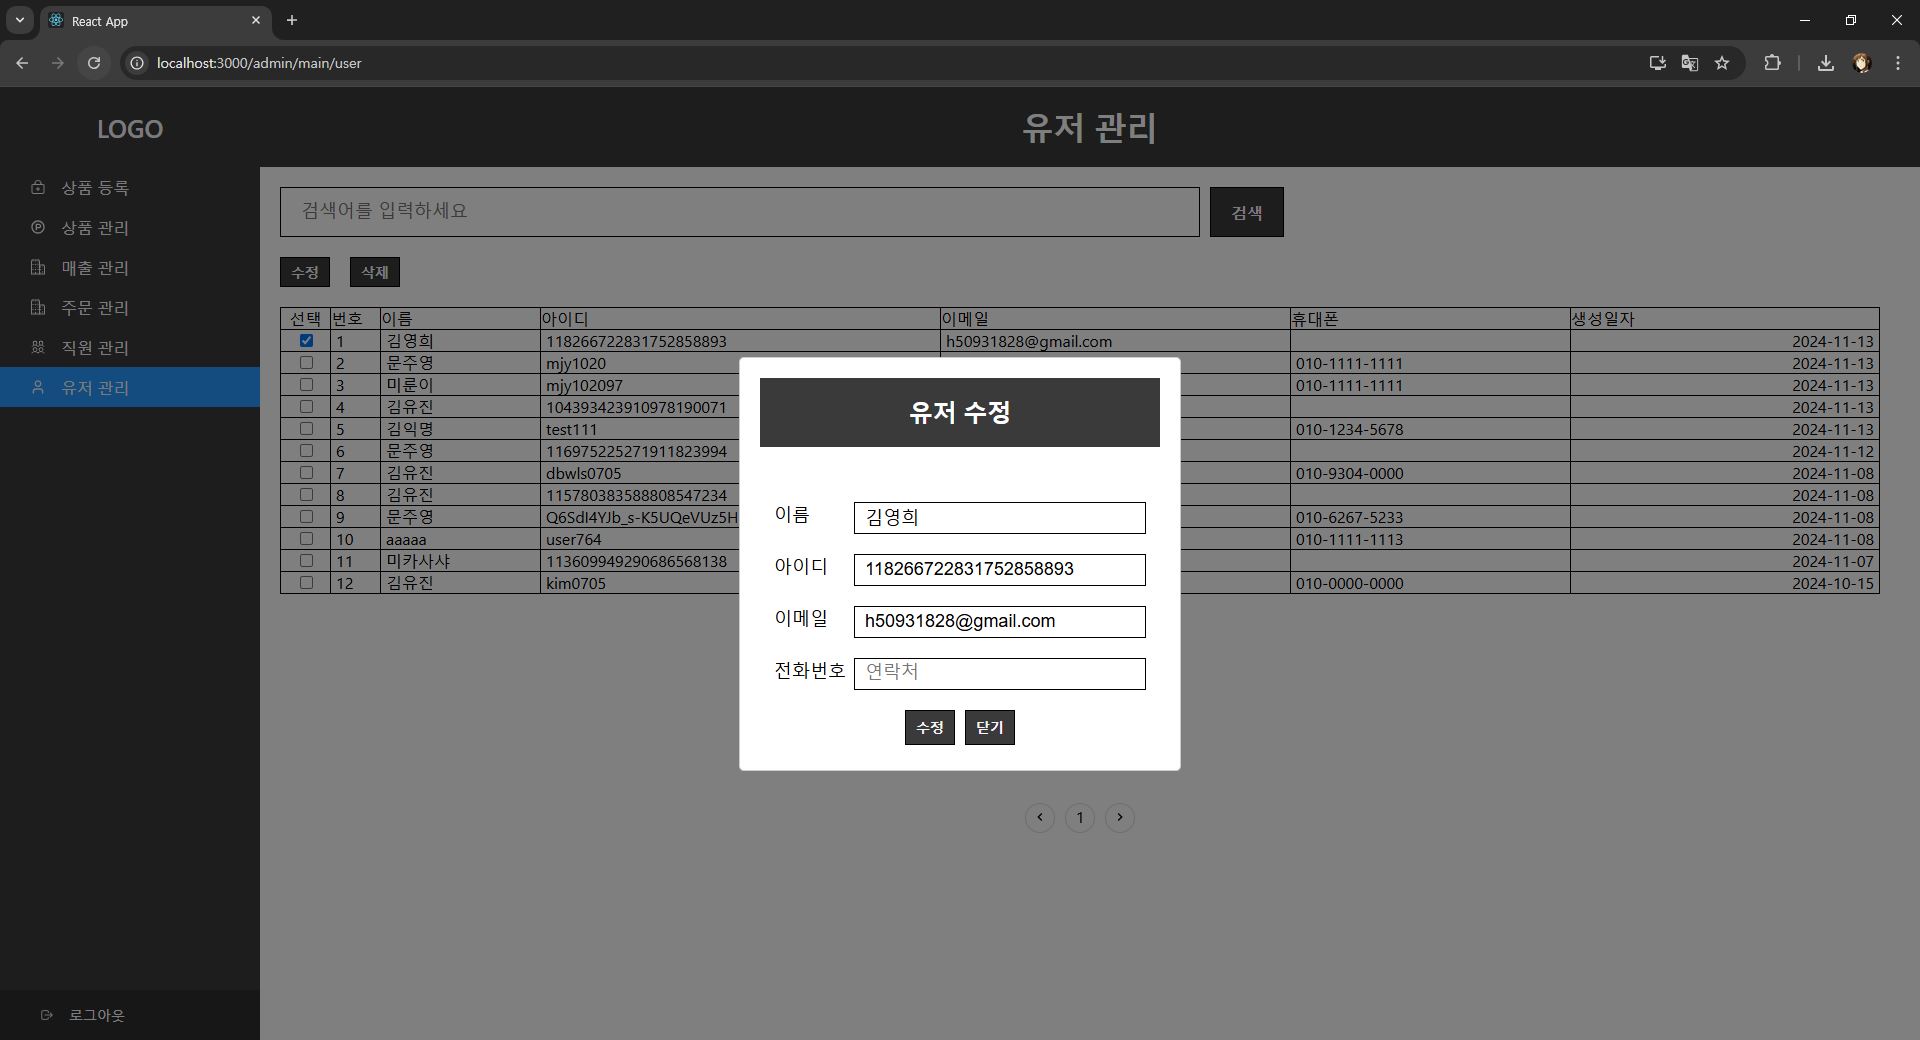 React App
localhost:3000/admin/main/user
LOGO
유저 관리
상품 등록
상품 관리
매출 관리
주문 관리
직원 관리
유저 관리
로그아웃
검색어를 입력하세요
검색
수정
삭제
선택 번호 이름 아이디 이메일 휴대폰 생성일자
1 김영희 118266722831752858893 h50931828@gmail.com 2024-11-13
2 문주영 mjy1020 010-1111-1111 2024-11-13
3 미룬이 mjy102097 010-1111-1111 2024-11-13
4 김유진 104393423910978190071 2024-11-13
5 김익명 test111 010-1234-5678 2024-11-13
6 문주영 116975225271911823994 2024-11-12
7 김유진 dbwls0705 010-9304-0000 2024-11-08
8 김유진 115780383588808547234 2024-11-08
9 문주영 Q6SdI4YJb_s-K5UQeVUz5H 010-6267-5233 2024-11-08
10 aaaaa user764 010-1111-1113 2024-11-08
11 미카사샤 113609949290686568138 2024-11-07
12 김유진 kim0705 010-0000-0000 2024-10-15
유저 수정
이름 김영희
아이디 118266722831752858893
이메일 h50931828@gmail.com
전화번호 연락처
수정 닫기
1